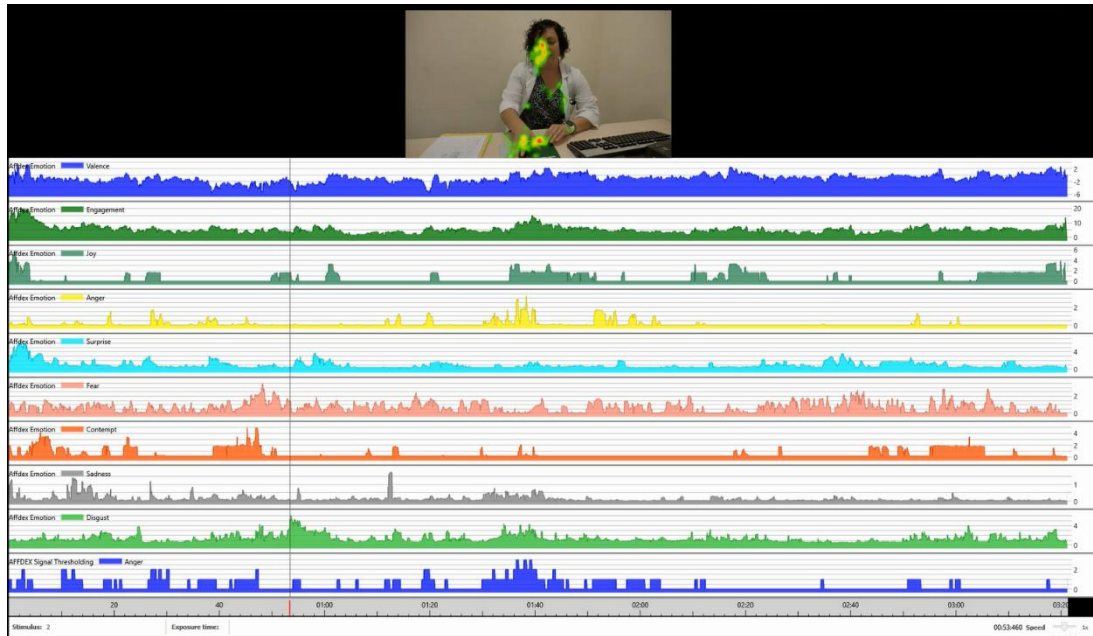 Affdex Emotion Valence
2
-2
-6
Affdex Emotion Engagement
20
10
0
Affdex Emotion Joy
6
4
2
0
Affdex Emotion Anger
2
0
Affdex Emotion Surprise
4
0
Affdex Emotion Fear
2
0
Affdex Emotion Contempt
4
2
0
Affdex Emotion Sadness
1
0
Affdex Emotion Disgust
4
0
AFFDEX Signal Thresholding Anger
2
0
20 40 01:00 01:20 01:40 02:00 02:20 02:40 03:00 03:20
Stimulus: 2 Exposure time: 00:53:460 Speed 1x